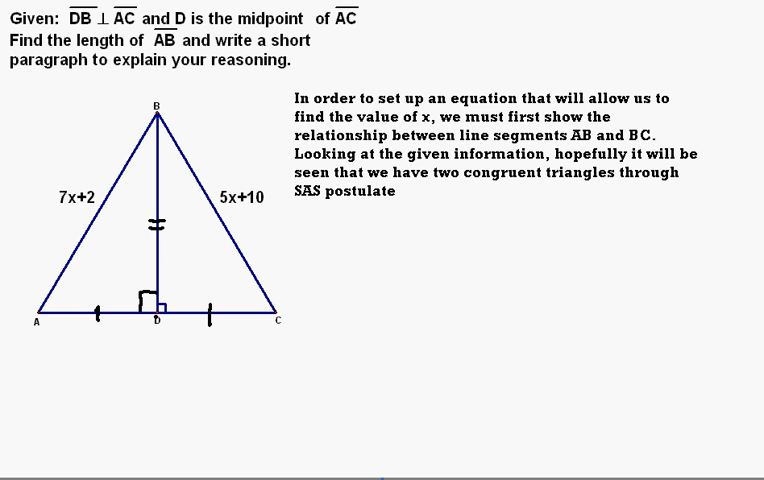 Given: DB ⊥ AC and D is the midpoint of AC
Find the length of AB and write a short
paragraph to explain your reasoning.
In order to set up an equation that will allow us to
find the value of x, we must first show the
relationship between line segments AB and BC.
Looking at the given information, hopefully it will be
seen that we have two congruent triangles through
SAS postulate
B
7x+2
5x+10
A
D
C